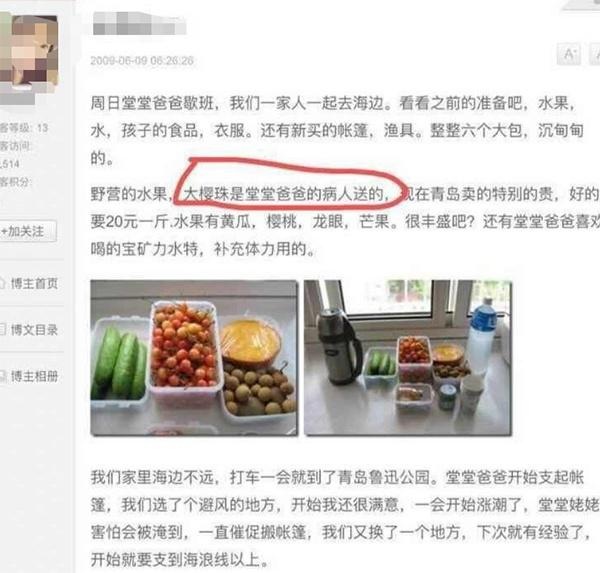 2009-06-09 06:26:26
A
A
周日堂堂爸爸歇班，我们一家人一起去海边。看看之前的准备吧，水果，
水，孩子的食品，衣服。还有新买的帐篷，渔具。整整六个大包，沉甸甸
的。
野营的水果，大樱珠是堂堂爸爸的病人送的，现在青岛卖的特别的贵，好的
要20元一斤.水果有黄瓜，樱桃，龙眼，芒果。很丰盛吧？还有堂堂爸爸喜欢
喝的宝矿力水特，补充体力用的。
客等级: 13
客访问:
,514
客积分:
+加关注
博主首页
博文目录
博主相册
我们家里海边不远，打车一会就到了青岛鲁迅公园。堂堂爸爸开始支起帐
篷，我们选了个避风的地方，开始我还很满意，一会开始涨潮了，堂堂姥姥
害怕会被淹到，一直催促搬帐篷，我们又换了一个地方，下次就有经验了，
开始就要支到海浪线以上。